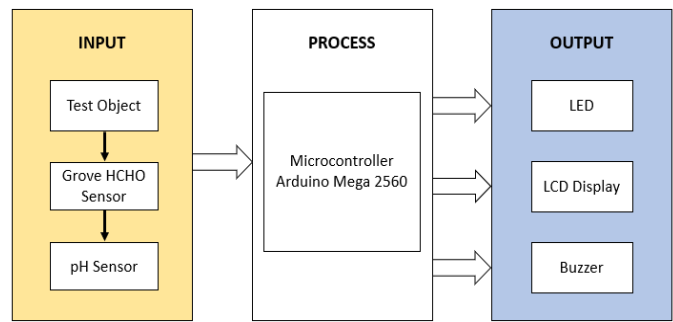 INPUT
Test Object
Grove HCHO
Sensor
pH Sensor
PROCESS
Microcontroller
Arduino Mega 2560
OUTPUT
LED
LCD Display
Buzzer